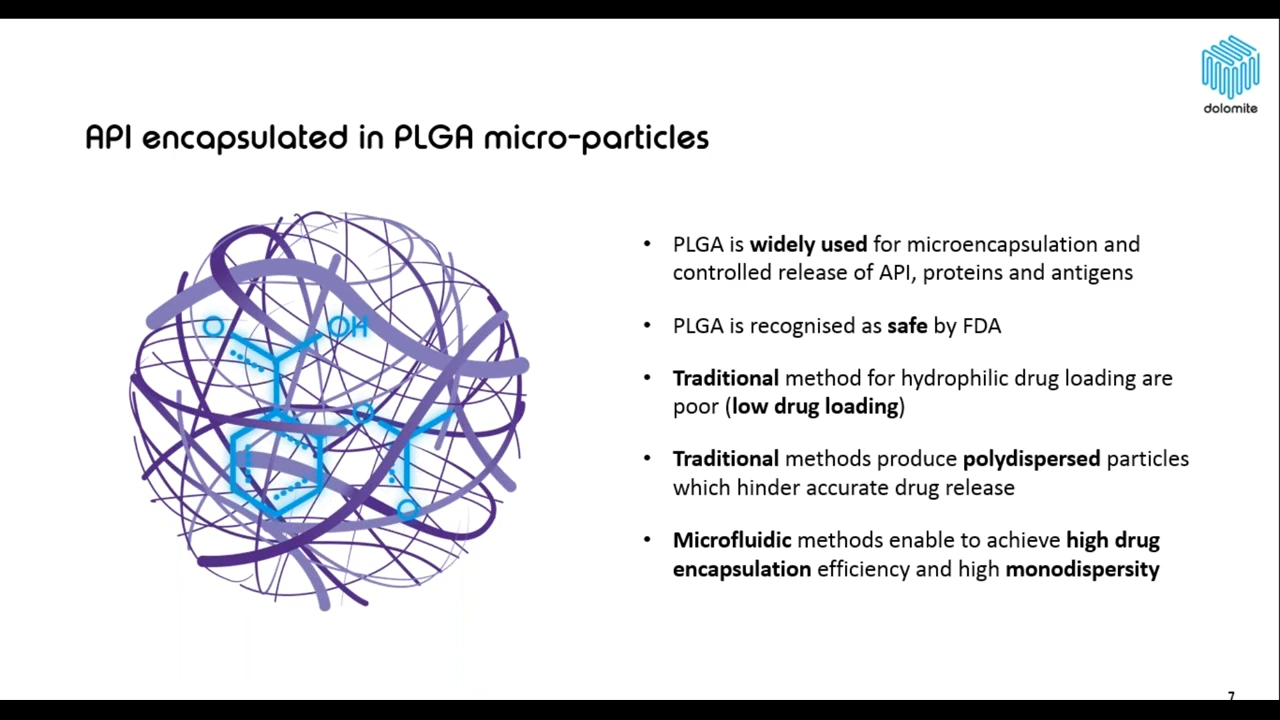 dolomite
API encapsulated in PLGA micro-particles
O
OH
O
O
• PLGA is widely used for microencapsulation and
controlled release of API, proteins and antigens
• PLGA is recognised as safe by FDA
• Traditional method for hydrophilic drug loading are
poor (low drug loading)
• Traditional methods produce polydispersed particles
which hinder accurate drug release
• Microfluidic methods enable to achieve high drug
encapsulation efficiency and high monodispersity
7